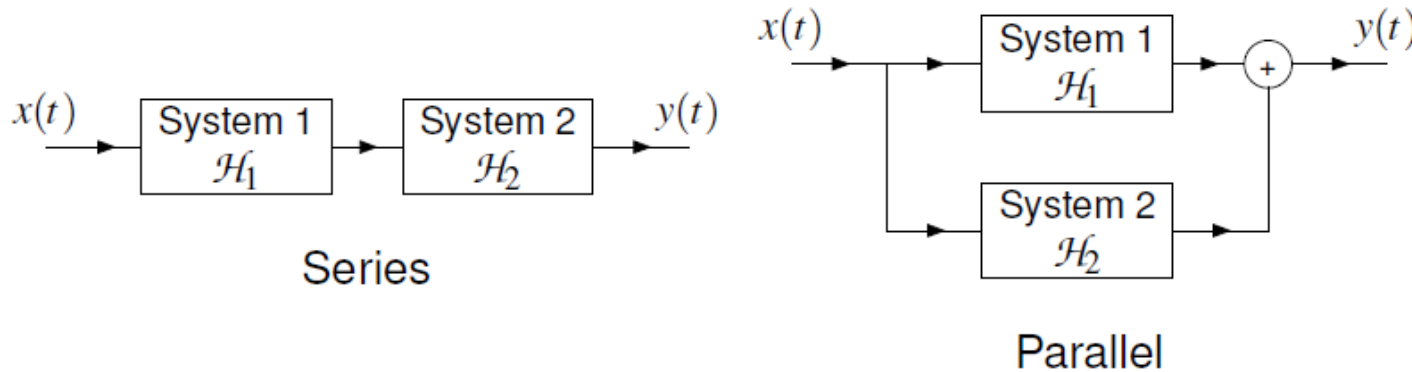 x(t)
System 1
ℋ₁
System 2
ℋ₂
y(t)
Series
x(t)
System 1
ℋ₁
+
y(t)
System 2
ℋ₂
Parallel